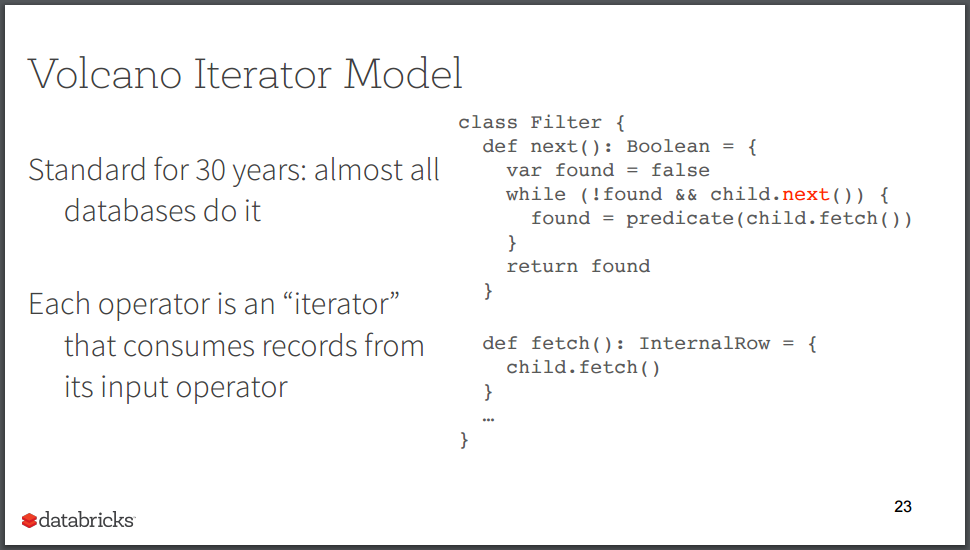 Volcano Iterator Model
Standard for 30 years: almost all
databases do it
Each operator is an “iterator”
that consumes records from
its input operator
class Filter {
def next(): Boolean = {
var found = false
while (!found && child.next()) {
found = predicate(child.fetch())
}
return found
}
def fetch(): InternalRow = {
child.fetch()
}
…
}
databricks
23